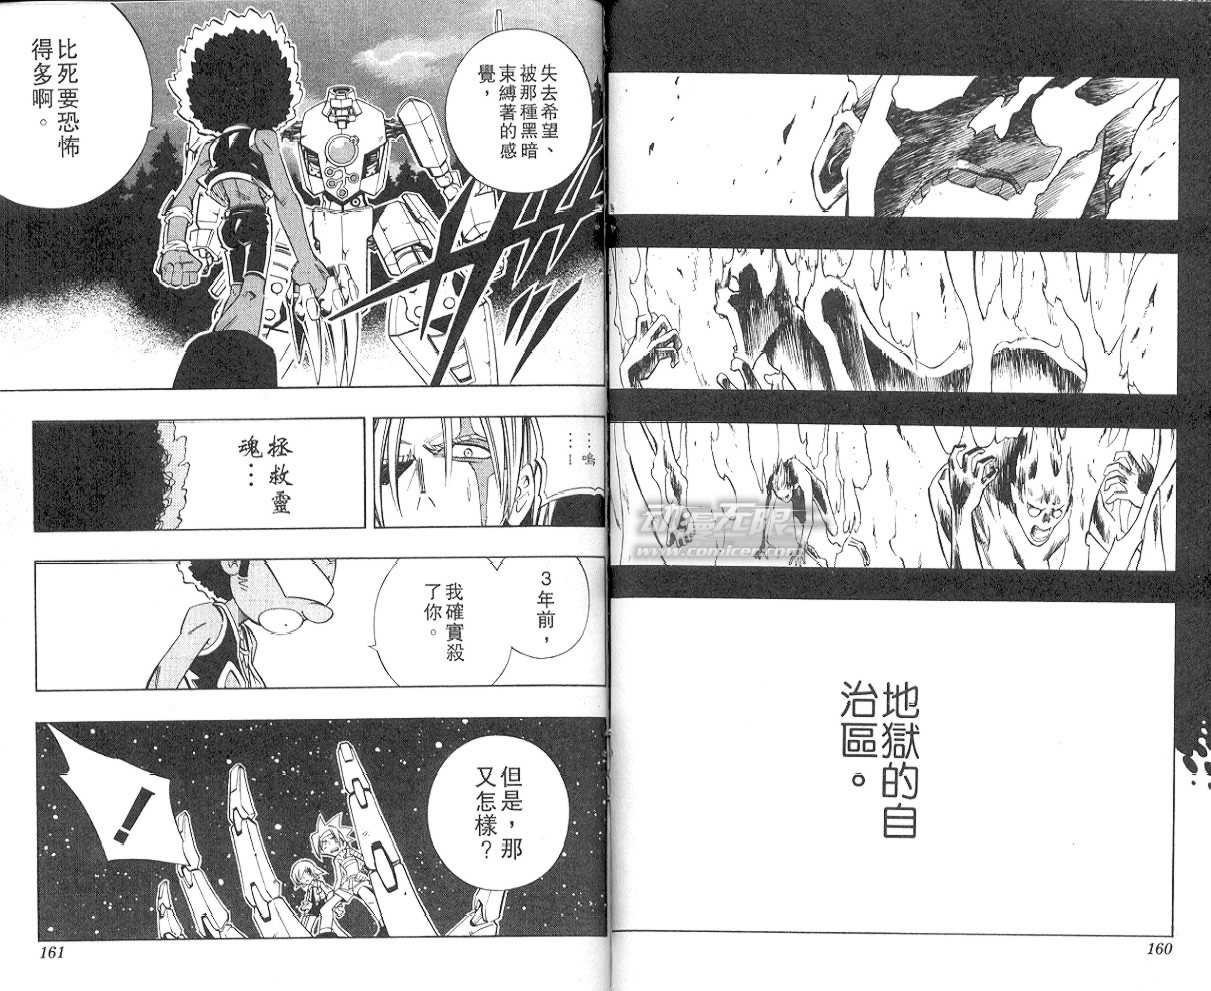 地獄的自
治區。
160
失去希望、
被那種黑暗
束縛著的感
覺，
比死要恐怖
得多啊。
……嗚
……
拯救靈
魂…
3年前，
我確實殺
了你。
但是，那
又怎樣？
！
161
动漫无限
www.comicer.com